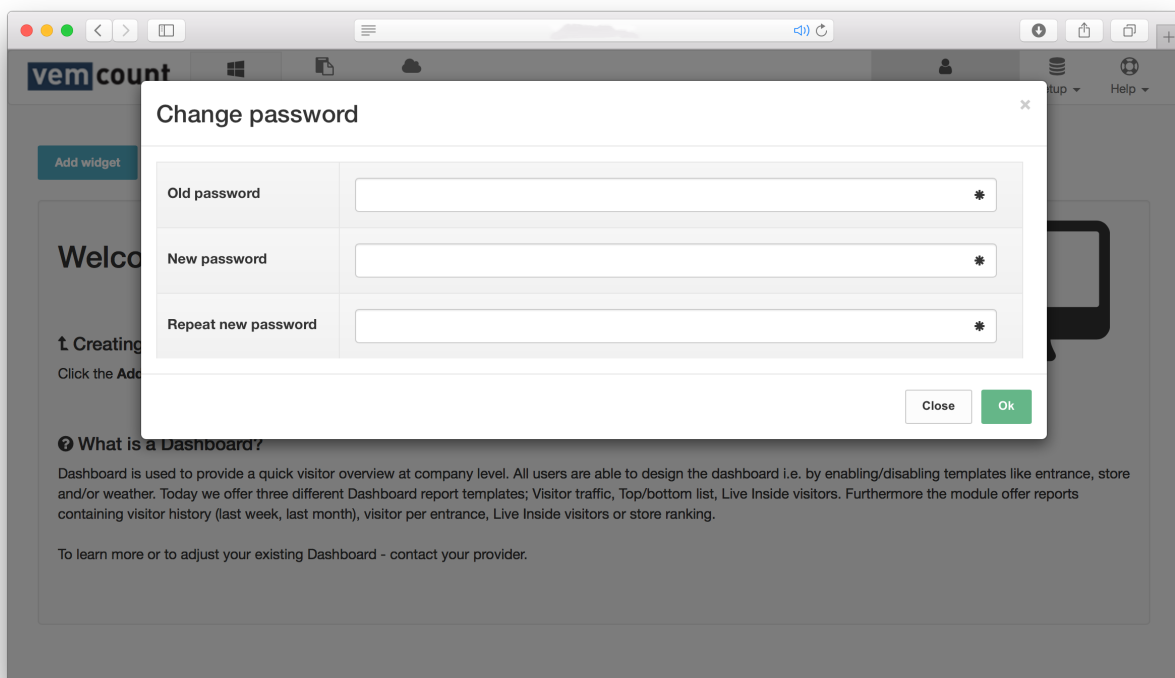 vemcount
tup
Help
Change password
×
Add widget
Old password
New password
Welco
Repeat new password
Creating
Click the Add
Close
Ok
What is a Dashboard?
Dashboard is used to provide a quick visitor overview at company level. All users are able to design the dashboard i.e. by enabling/disabling templates like entrance, store
and/or weather. Today we offer three different Dashboard report templates; Visitor traffic, Top/bottom list, Live Inside visitors. Furthermore the module offer reports
containing visitor history (last week, last month), visitor per entrance, Live Inside visitors or store ranking.
To learn more or to adjust your existing Dashboard - contact your provider.